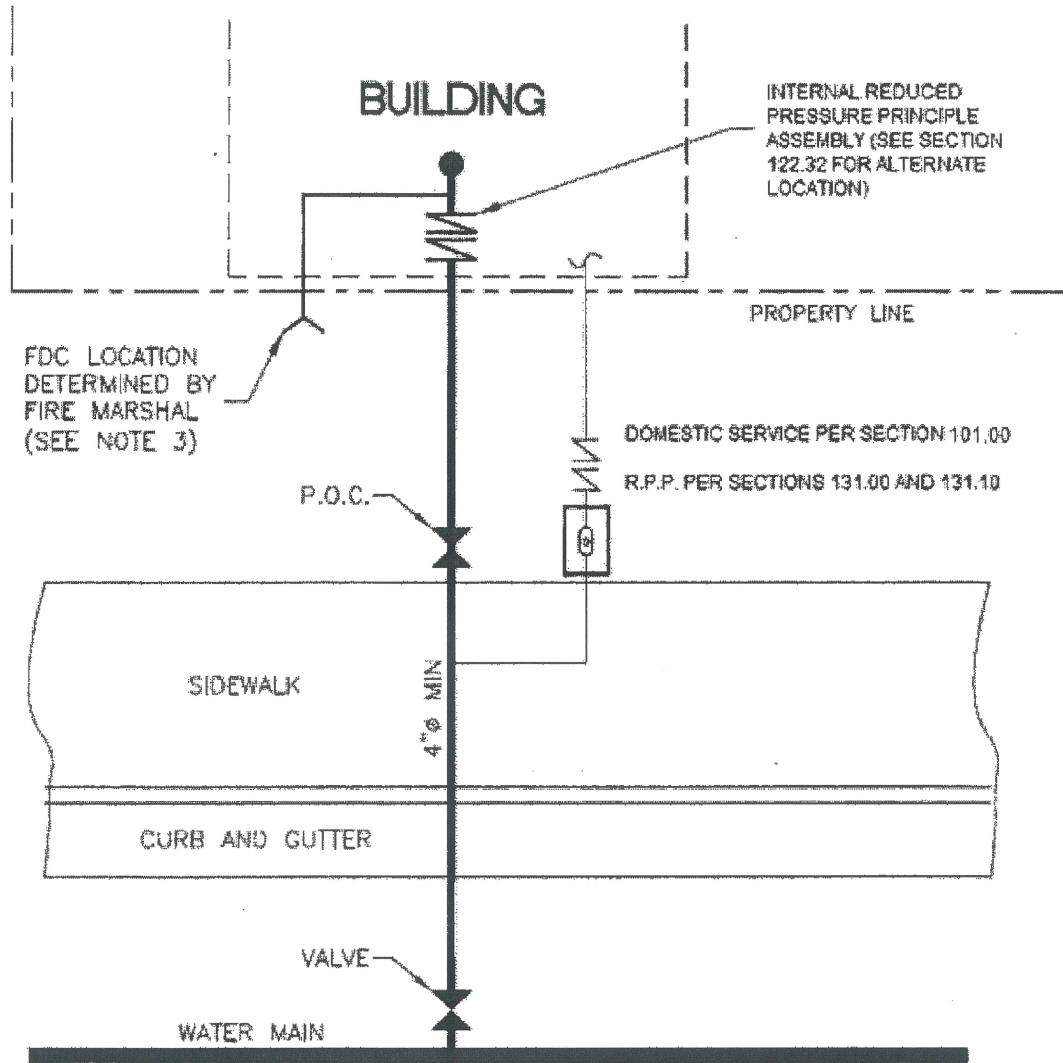 BUILDING
INTERNAL REDUCED
PRESSURE PRINCIPLE
ASSEMBLY (SEE SECTION
122.32 FOR ALTERNATE
LOCATION)
PROPERTY LINE
FDC LOCATION
DETERMINED BY
FIRE MARSHAL
(SEE NOTE 3)
DOMESTIC SERVICE PER SECTION 101.00
R.P.P. PER SECTIONS 131.00 AND 131.10
P.O.C.
SIDEWALK
4"Φ MIN
CURB AND GUTTER
VALVE
WATER MAIN